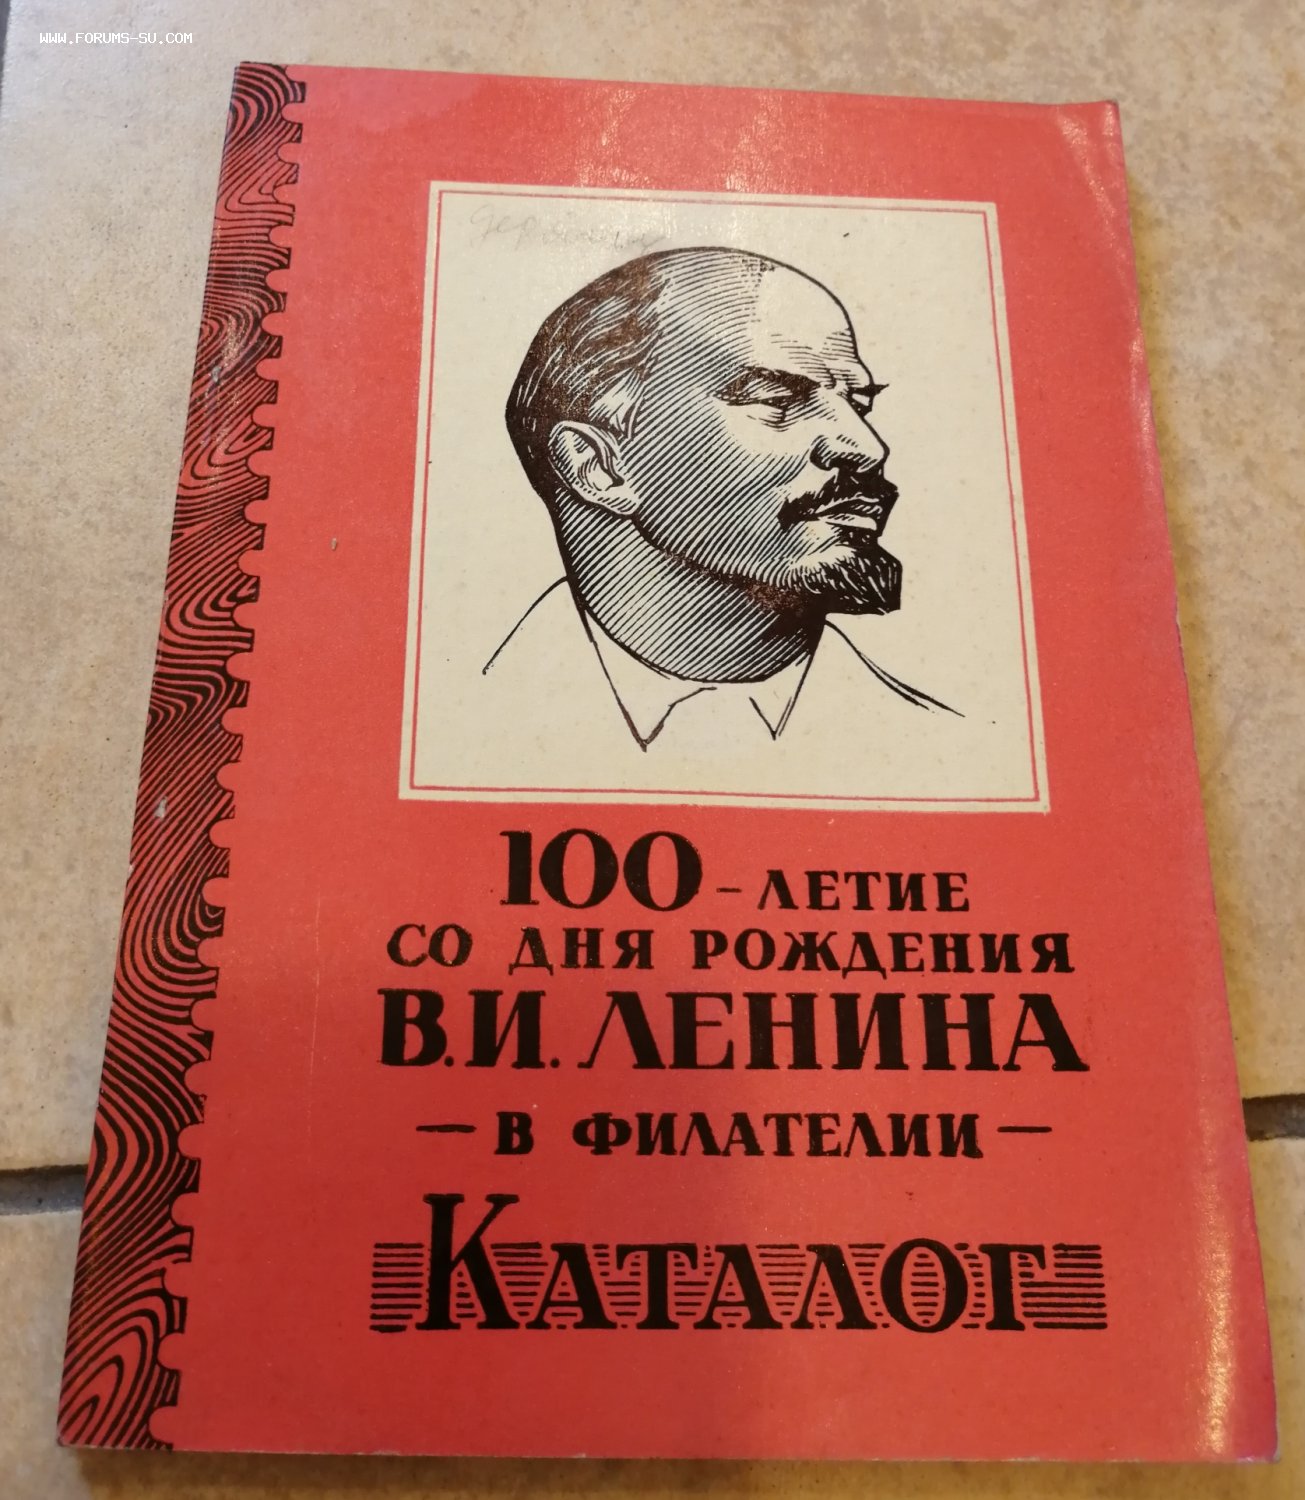 WWW.FORUMS-SU.COM
100-ЛЕТИЕ
СО ДНЯ РОЖДЕНИЯ
В.И. ЛЕНИНА
- В ФИЛАТЕЛИИ -
КАТАЛОГ